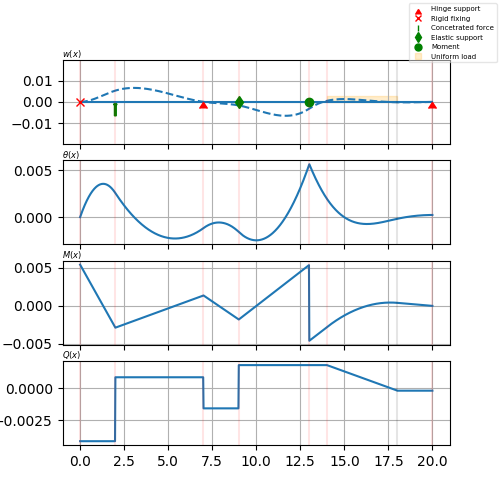 Hinge support
Rigid fixing
Concetrated force
Elastic support
Moment
Uniform load
w(x)
0.01
0.00
−0.01
θ(x)
0.005
0.000
M(x)
0.005
0.000
−0.005
Q(x)
0.0000
−0.0025
0.0 2.5 5.0 7.5 10.0 12.5 15.0 17.5 20.0